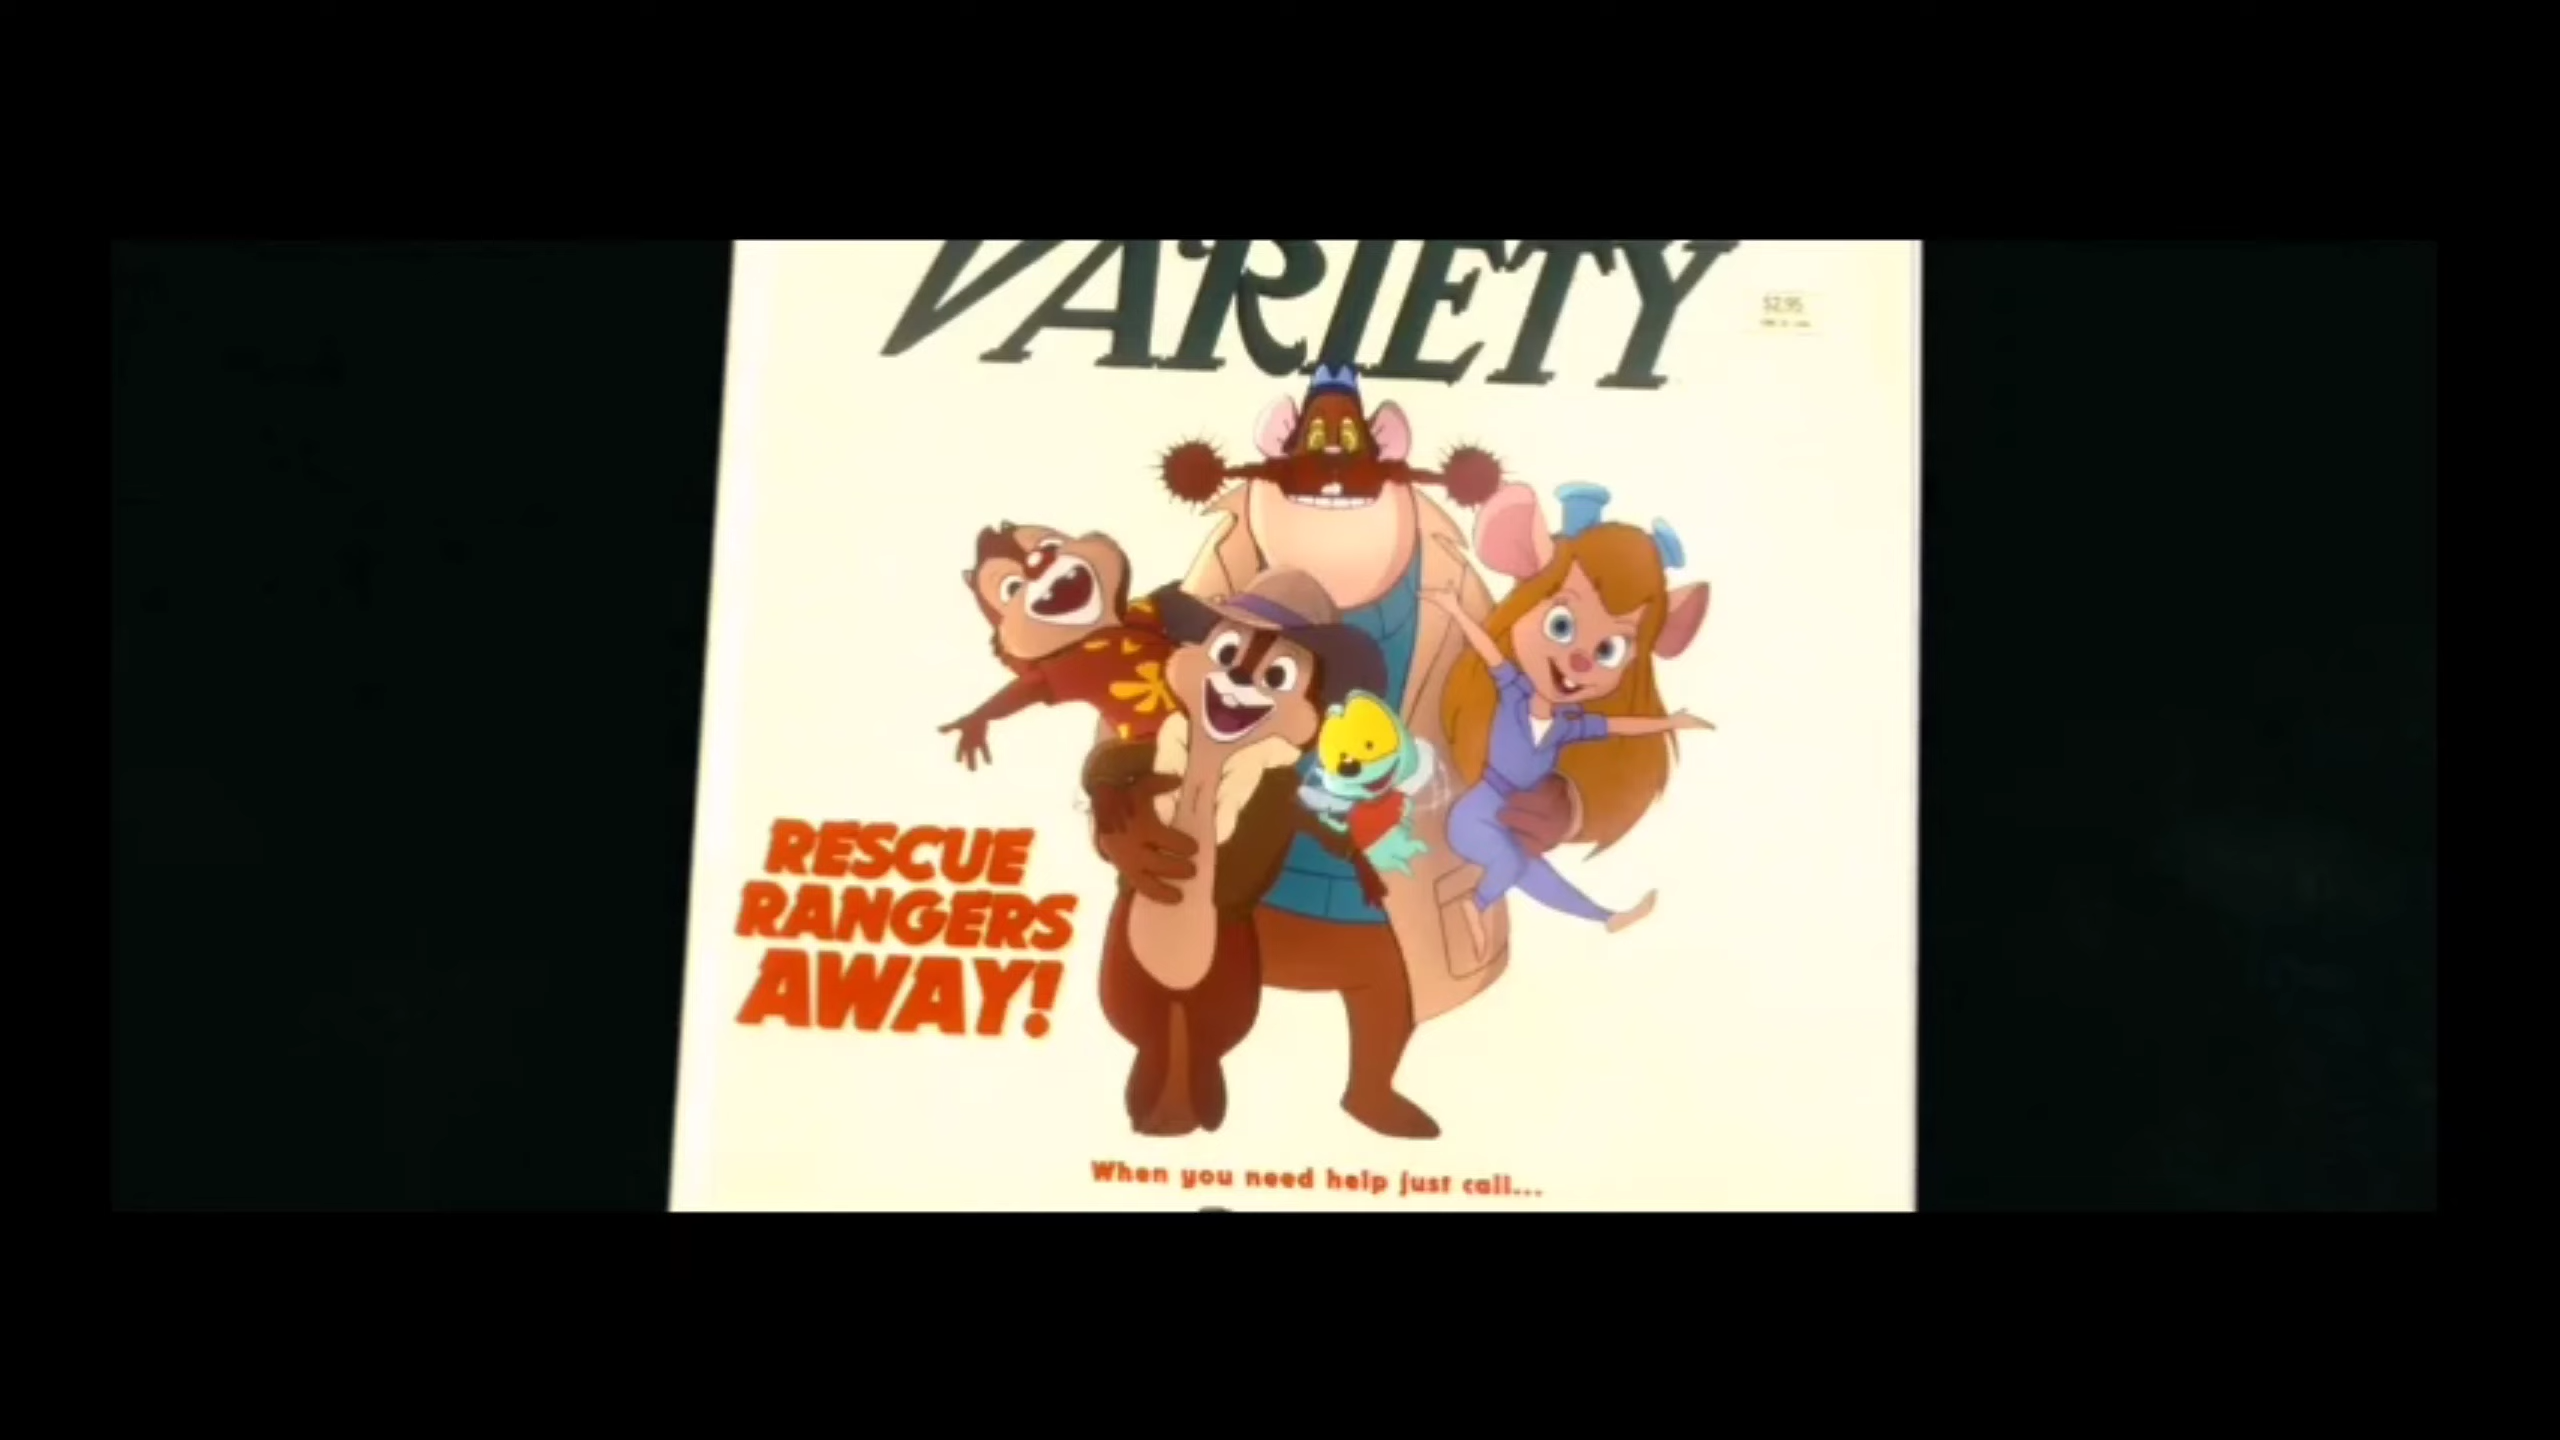 VARIETY
$2.95
RESCUE
RANGERS
AWAY!
When you need help just call...